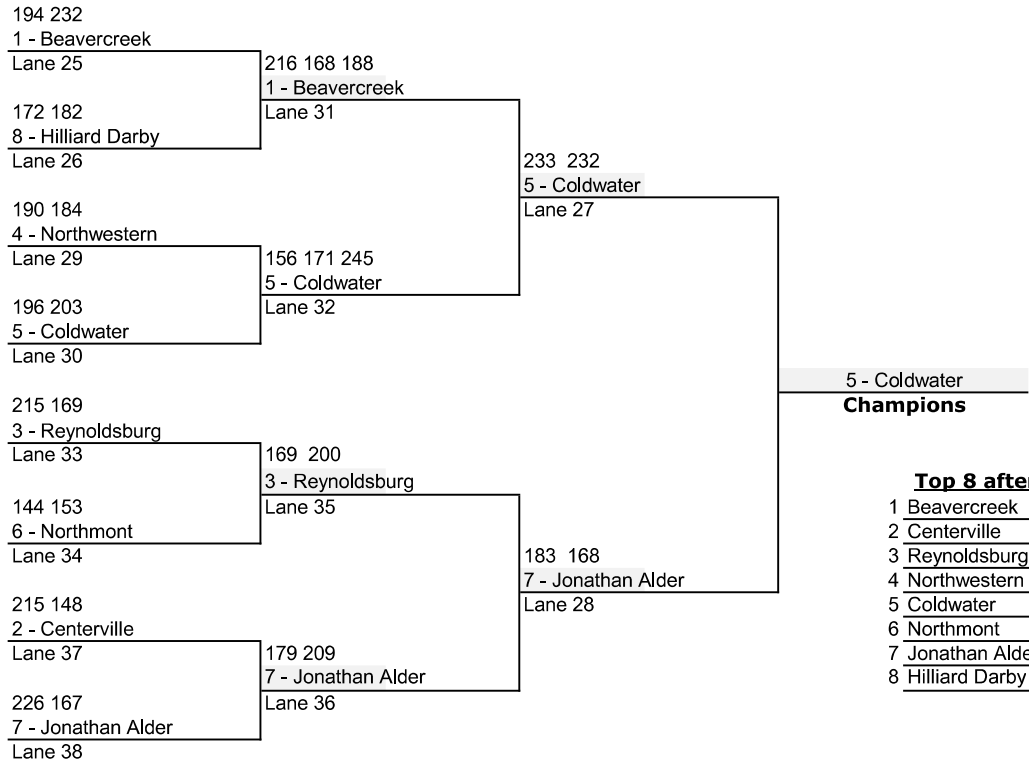 194 232
1 - Beavercreek
Lane 25
172 182
8 - Hilliard Darby
Lane 26
190 184
4 - Northwestern
Lane 29
196 203
5 - Coldwater
Lane 30
215 169
3 - Reynoldsburg
Lane 33
144 153
6 - Northmont
Lane 34
215 148
2 - Centerville
Lane 37
226 167
7 - Jonathan Alder
Lane 38
216 168 188
1 - Beavercreek
Lane 31
156 171 245
5 - Coldwater
Lane 32
169 200
3 - Reynoldsburg
Lane 35
179 209
7 - Jonathan Alder
Lane 36
233 232
5 - Coldwater
Lane 27
183 168
7 - Jonathan Alder
Lane 28
5 - Coldwater
Champions
Top 8 after
1 Beavercreek
2 Centerville
3 Reynoldsburg
4 Northwestern
5 Coldwater
6 Northmont
7 Jonathan Alde
8 Hilliard Darby